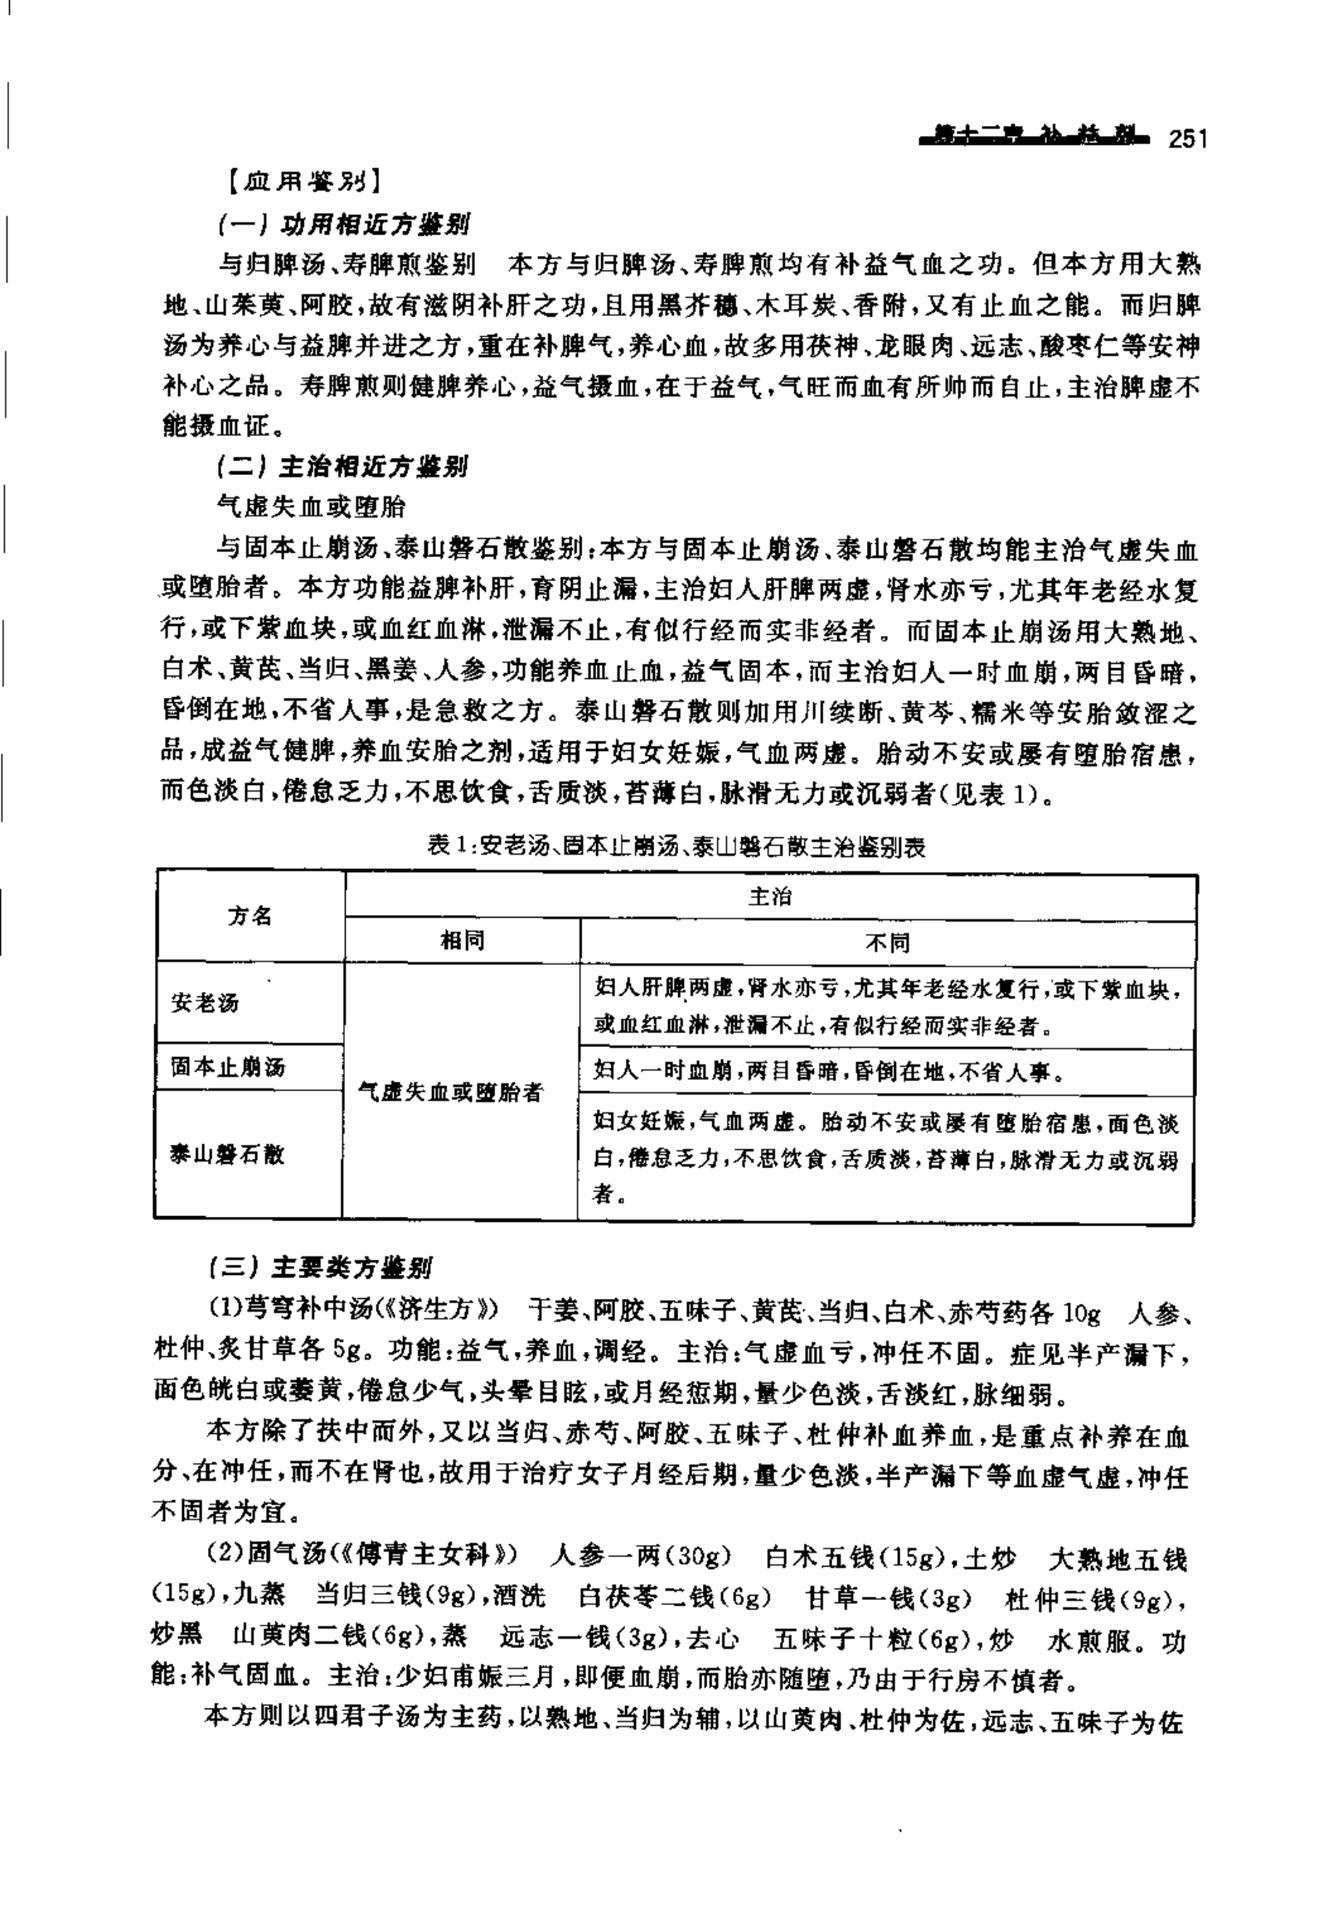 第十二章 补益剂 251
【应用鉴别】
(一)功用相近方鉴别
与归脾汤、寿脾煎鉴别 本方与归脾汤、寿脾煎均有补益气血之功。但本方用大熟
地、山茱萸、阿胶,故有滋阴补肝之功,且用黑芥穗、木耳炭、香附,又有止血之能。而归脾
汤为养心与益脾并进之方,重在补脾气,养心血,故多用茯神、龙眼肉、远志、酸枣仁等安神
补心之品。寿脾煎则健脾养心,益气摄血,在于益气,气旺而血有所帅而自止,主治脾虚不
能摄血证。
(二)主治相近方鉴别
气虚失血或堕胎
与固本止崩汤、泰山磐石散鉴别:本方与固本止崩汤、泰山磐石散均能主治气虚失血
或堕胎者。本方功能益脾补肝,育阴止漏,主治妇人肝脾两虚,肾水亦亏,尤其年老经水复
行,或下紫血块,或血红血淋,泄漏不止,有似行经而实非经者。而固本止崩汤用大熟地、
白术、黄芪、当归、黑姜、人参,功能养血止血,益气固本,而主治妇人一时血崩,两目昏暗,
昏倒在地,不省人事,是急救之方。泰山磐石散则加用川续断、黄芩、糯米等安胎敛涩之
品,成益气健脾,养血安胎之剂,适用于妇女妊娠,气血两虚。胎动不安或屡有堕胎宿患,
而色淡白,倦怠乏力,不思饮食,舌质淡,苔薄白,脉滑无力或沉弱者(见表1)。
表1:安老汤、固本止崩汤、泰山磐石散主治鉴别表
方名 主治
相同 不同
安老汤 气虚失血或堕胎者 妇人肝脾两虚,肾水亦亏,尤其年老经水复行,或下紫血块,
或血红血淋,泄漏不止,有似行经而实非经者。
固本止崩汤 妇人一时血崩,两目昏暗,昏倒在地,不省人事。
泰山磐石散 妇女妊娠,气血两虚。胎动不安或屡有堕胎宿患,面色淡
白,倦怠乏力,不思饮食,舌质淡,苔薄白,脉滑无力或沉弱
者。
(三)主要类方鉴别
(1)芎䓖补中汤(《济生方》) 干姜、阿胶、五味子、黄芪、当归、白术、赤芍药各10g 人参、
杜仲、炙甘草各5g。功能:益气,养血,调经。主治:气虚血亏,冲任不固。症见半产漏下,
面色㿠白或萎黄,倦怠少气,头晕目眩,或月经愆期,量少色淡,舌淡红,脉细弱。
本方除了扶中而外,又以当归、赤芍、阿胶、五味子、杜仲补血养血,是重点补养在血
分、在冲任,而不在肾也,故用于治疗女子月经后期,量少色淡,半产漏下等血虚气虚,冲任
不固者为宜。
(2)固气汤(《傅青主女科》) 人参一两(30g) 白术五钱(15g),土炒 大熟地五钱
(15g),九蒸 当归三钱(9g),酒洗 白茯苓二钱(6g) 甘草一钱(3g) 杜仲三钱(9g),
炒黑 山萸肉二钱(6g),蒸 远志一钱(3g),去心 五味子十粒(6g),炒 水煎服。功
能:补气固血。主治:少妇甫娠三月,即便血崩,而胎亦随堕,乃由于行房不慎者。
本方则以四君子汤为主药,以熟地、当归为辅,以山萸肉、杜仲为佐,远志、五味子为佐